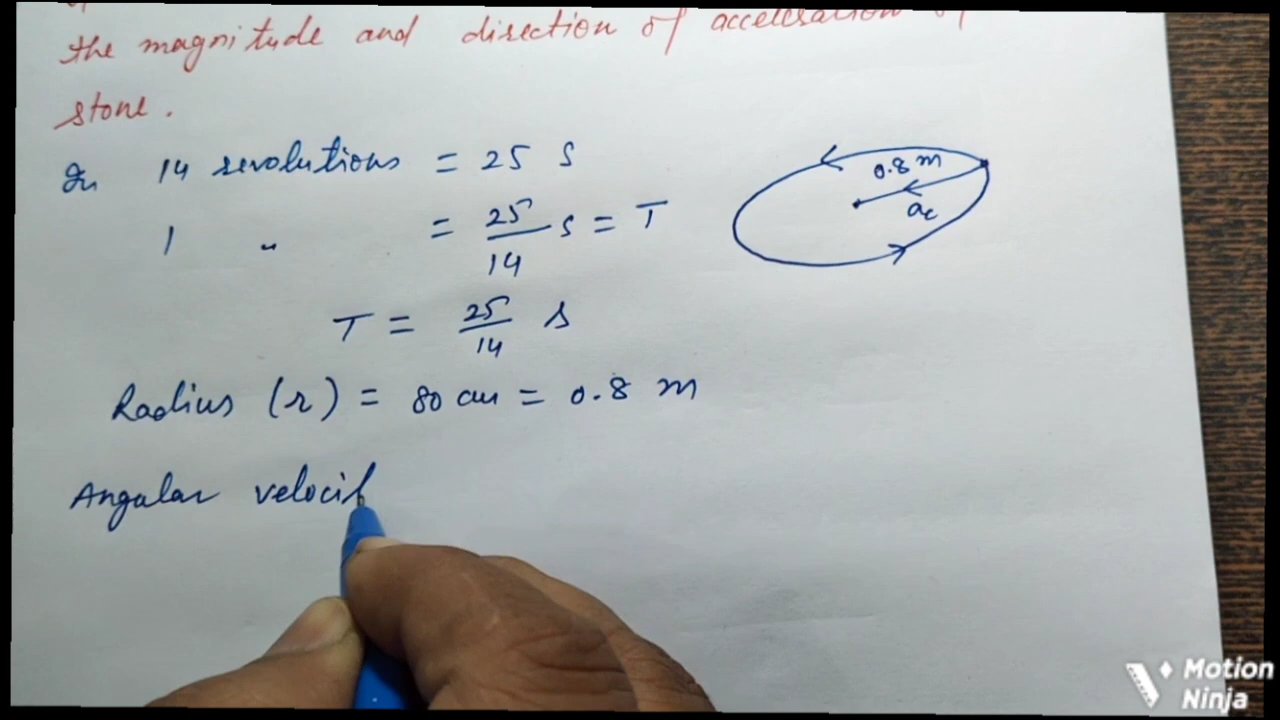 the magnitude and direction of acceleration of
stone.
In 14 revolutions = 25 s
1 " = 25/14 s = T
T = 25/14 s
Radius (r) = 80 cm = 0.8 m
Angular velocit
0.8 m
ac
Motion
Ninja